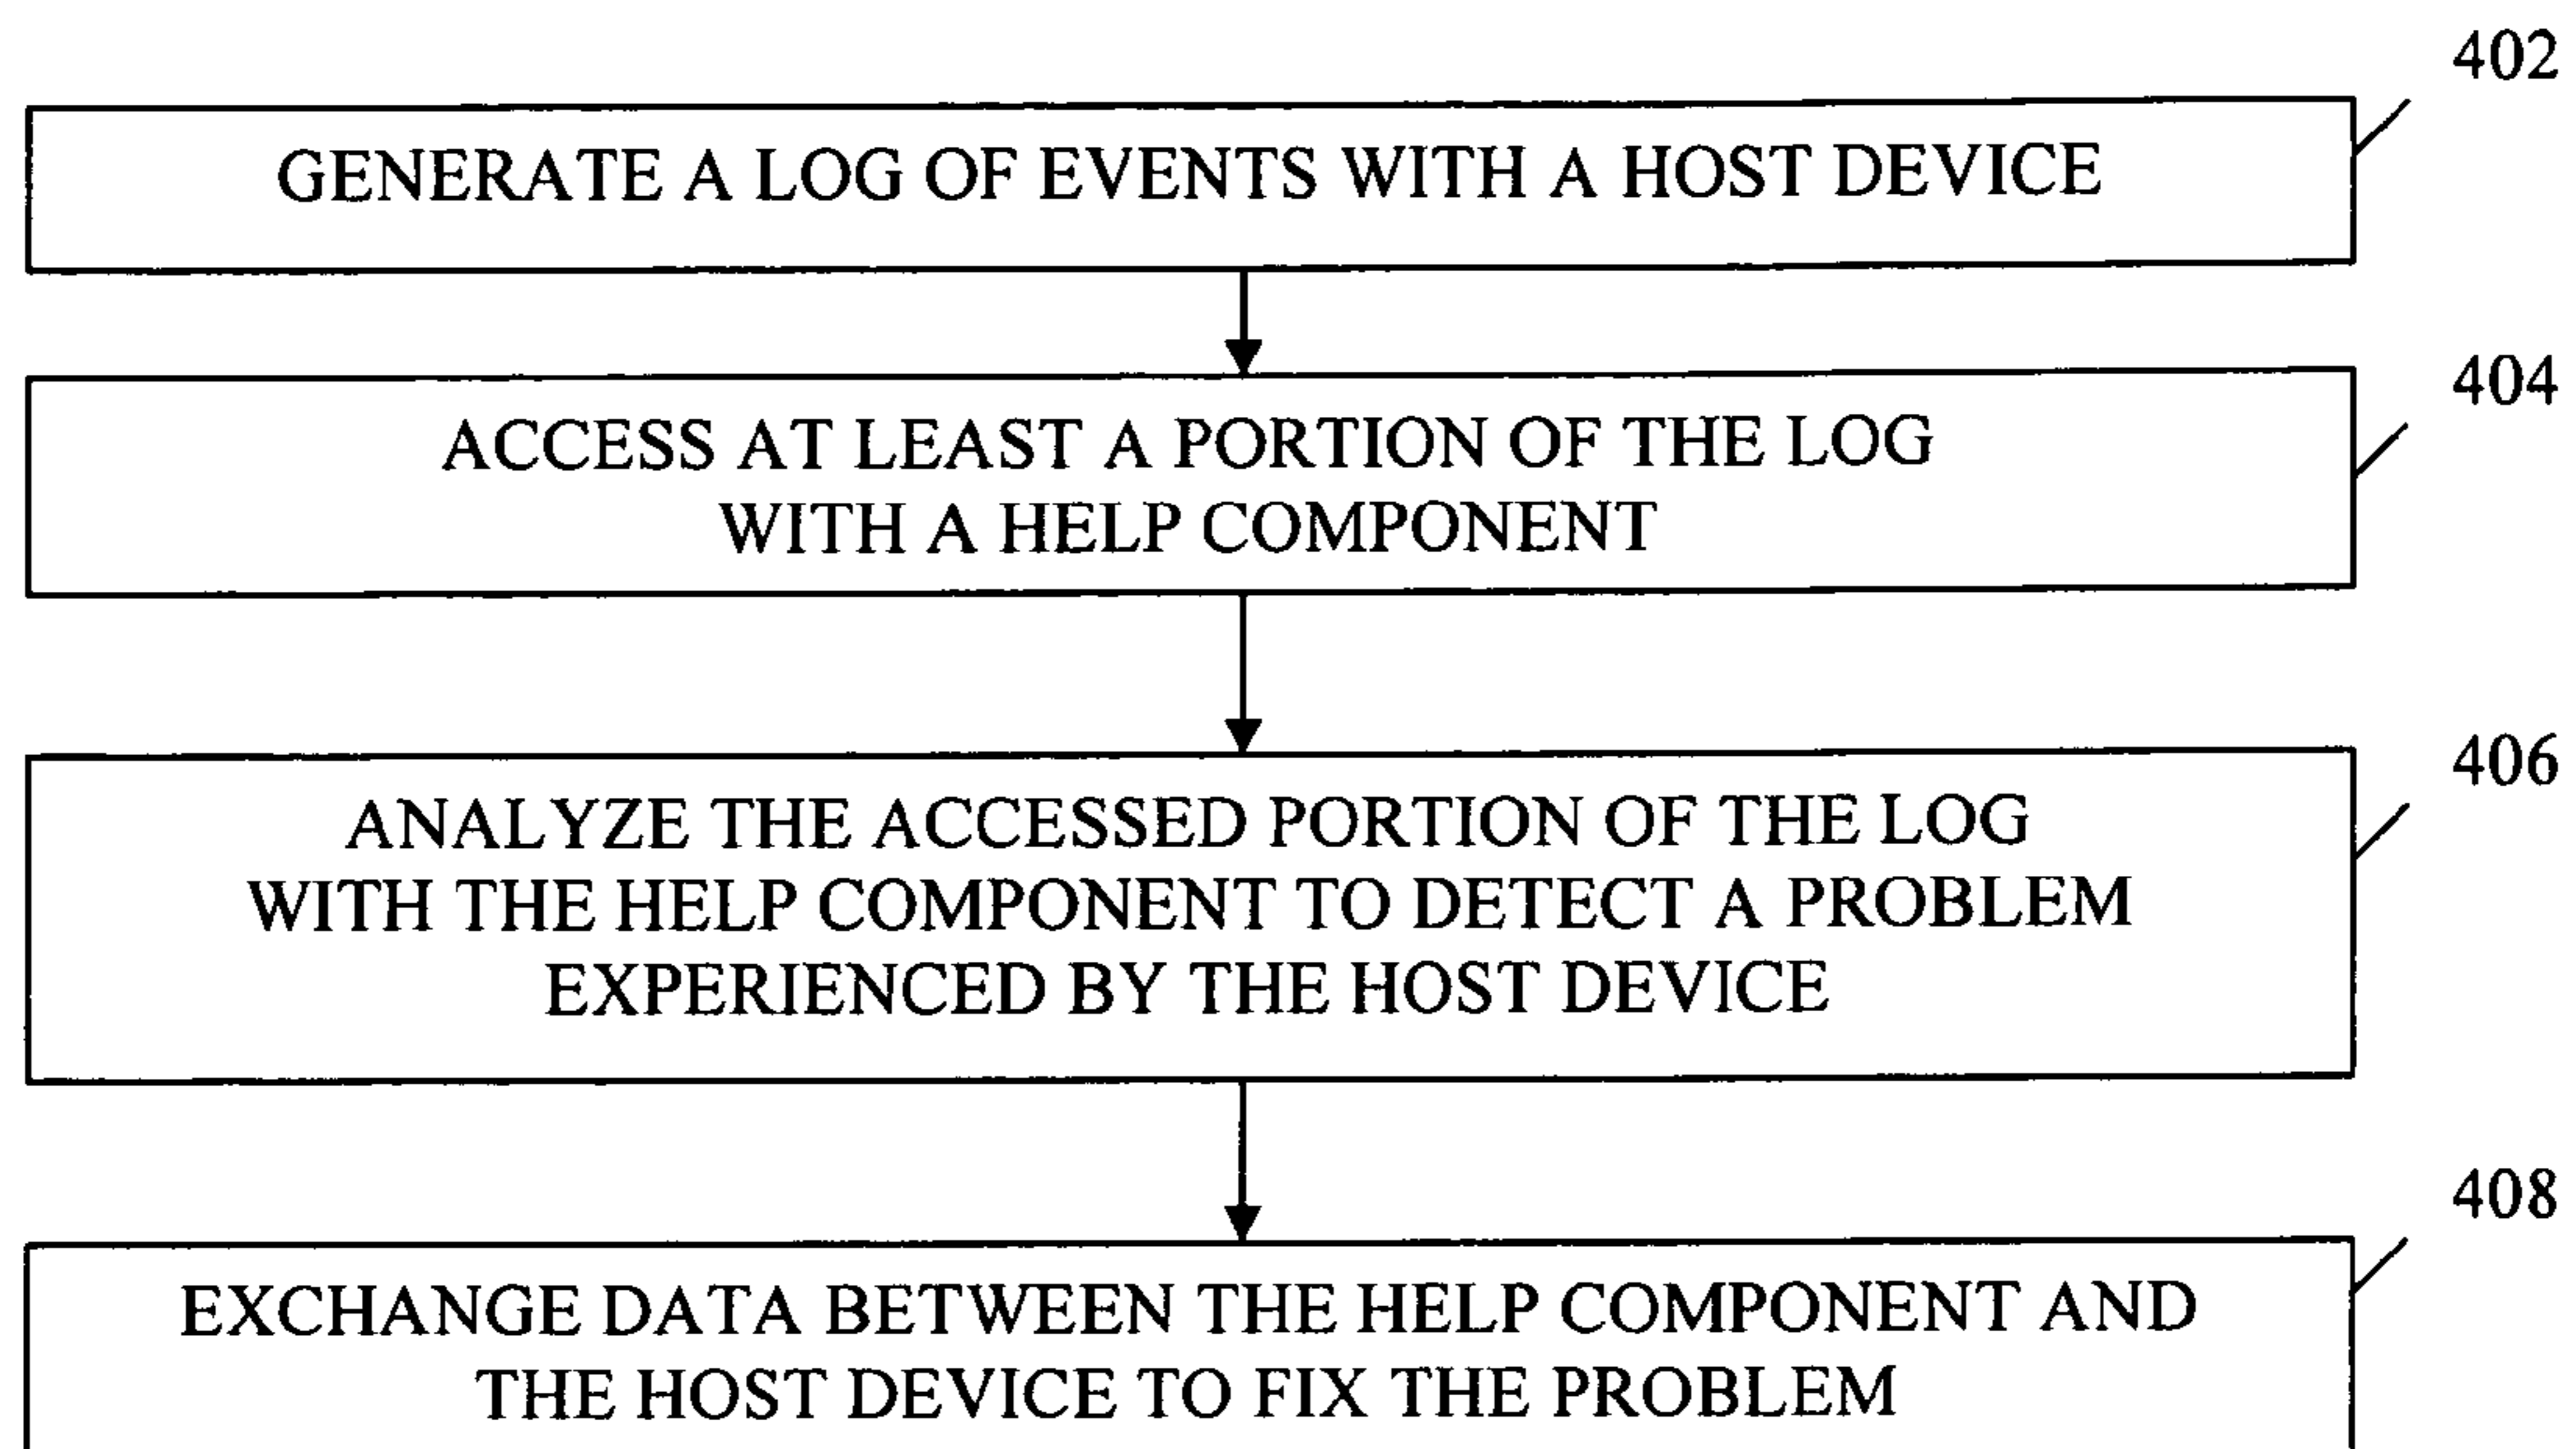 402
GENERATE A LOG OF EVENTS WITH A HOST DEVICE
404
ACCESS AT LEAST A PORTION OF THE LOG
WITH A HELP COMPONENT
406
ANALYZE THE ACCESSED PORTION OF THE LOG
WITH THE HELP COMPONENT TO DETECT A PROBLEM
EXPERIENCED BY THE HOST DEVICE
408
EXCHANGE DATA BETWEEN THE HELP COMPONENT AND
THE HOST DEVICE TO FIX THE PROBLEM